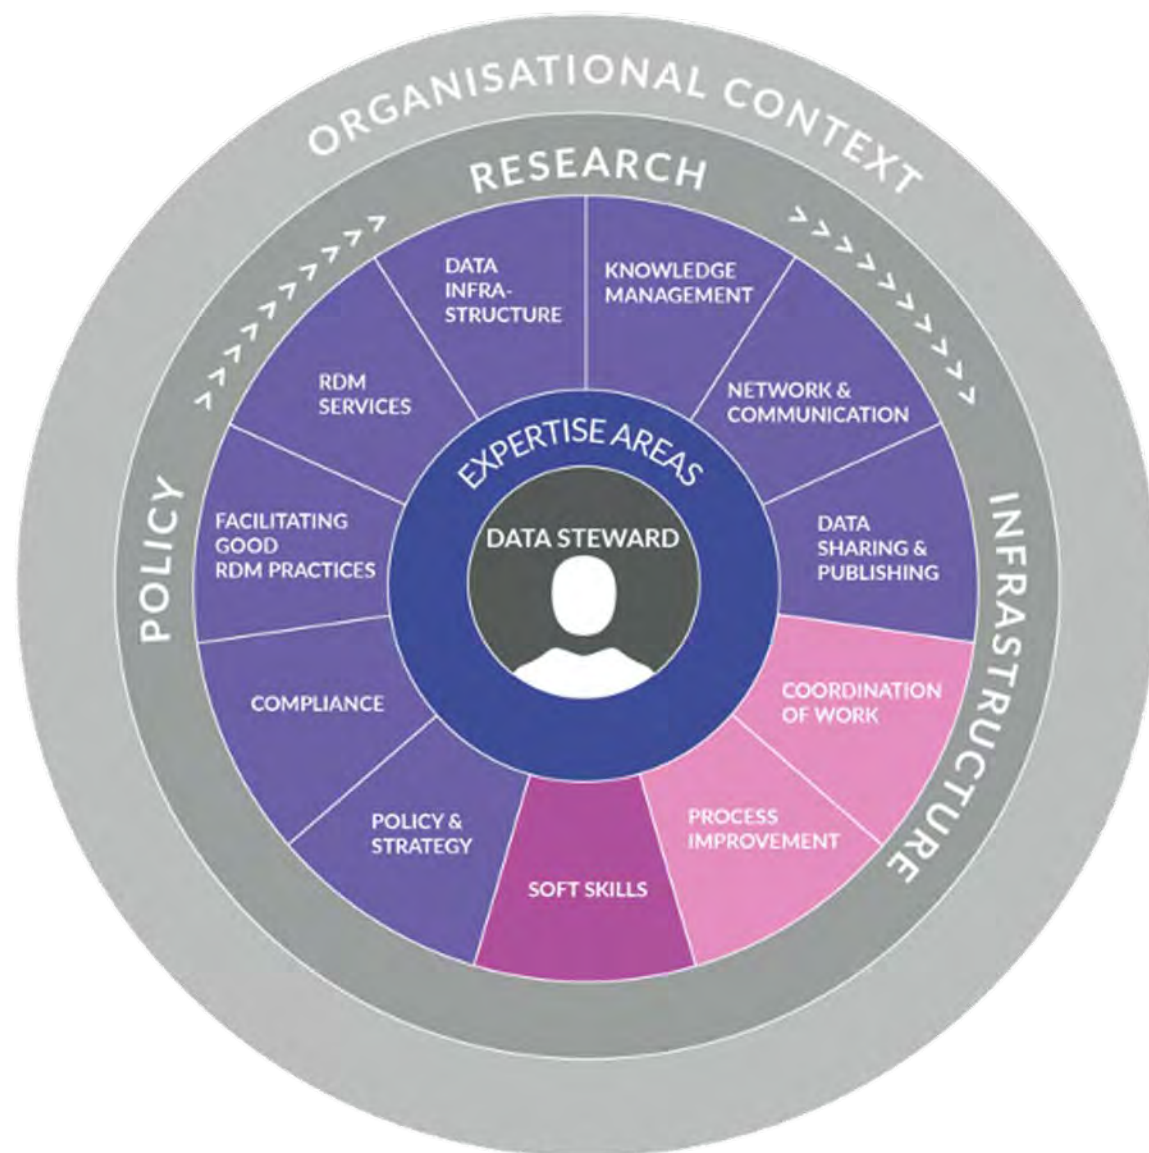 ORGANISATIONAL CONTEXT
RESEARCH
>>>>>>>>>>
>>>>>>>>>>
POLICY
INFRASTRUCTURE
DATA
INFRA-
STRUCTURE
KNOWLEDGE
MANAGEMENT
RDM
SERVICES
NETWORK &
COMMUNICATION
FACILITATING
GOOD
RDM PRACTICES
DATA
SHARING &
PUBLISHING
EXPERTISE AREAS
DATA STEWARD
COMPLIANCE
COORDINATION
OF WORK
POLICY &
STRATEGY
PROCESS
IMPROVEMENT
SOFT SKILLS